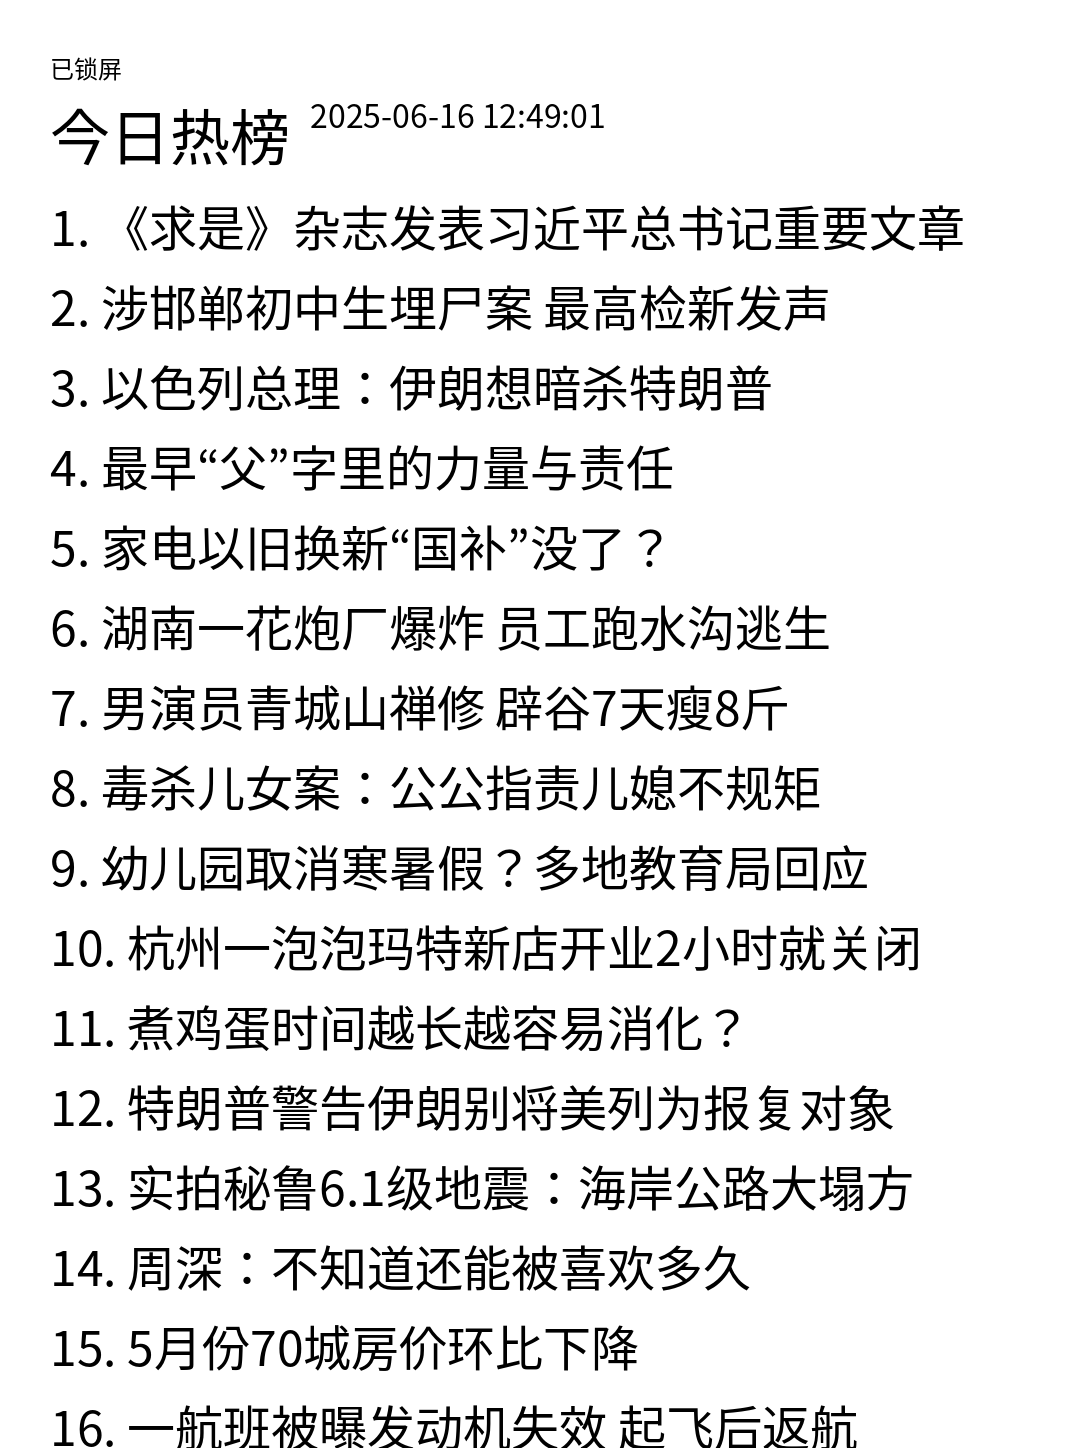 已锁屏
今日热榜 2025-06-16 12:49:01
1. 《求是》杂志发表习近平总书记重要文章
2. 涉邯郸初中生埋尸案 最高检新发声
3. 以色列总理：伊朗想暗杀特朗普
4. 最早“父”字里的力量与责任
5. 家电以旧换新“国补”没了？
6. 湖南一花炮厂爆炸 员工跑水沟逃生
7. 男演员青城山禅修 辟谷7天瘦8斤
8. 毒杀儿女案：公公指责儿媳不规矩
9. 幼儿园取消寒暑假？多地教育局回应
10. 杭州一泡泡玛特新店开业2小时就关闭
11. 煮鸡蛋时间越长越容易消化？
12. 特朗普警告伊朗别将美列为报复对象
13. 实拍秘鲁6.1级地震：海岸公路大塌方
14. 周深：不知道还能被喜欢多久
15. 5月份70城房价环比下降
16. 一航班被曝发动机失效 起飞后返航